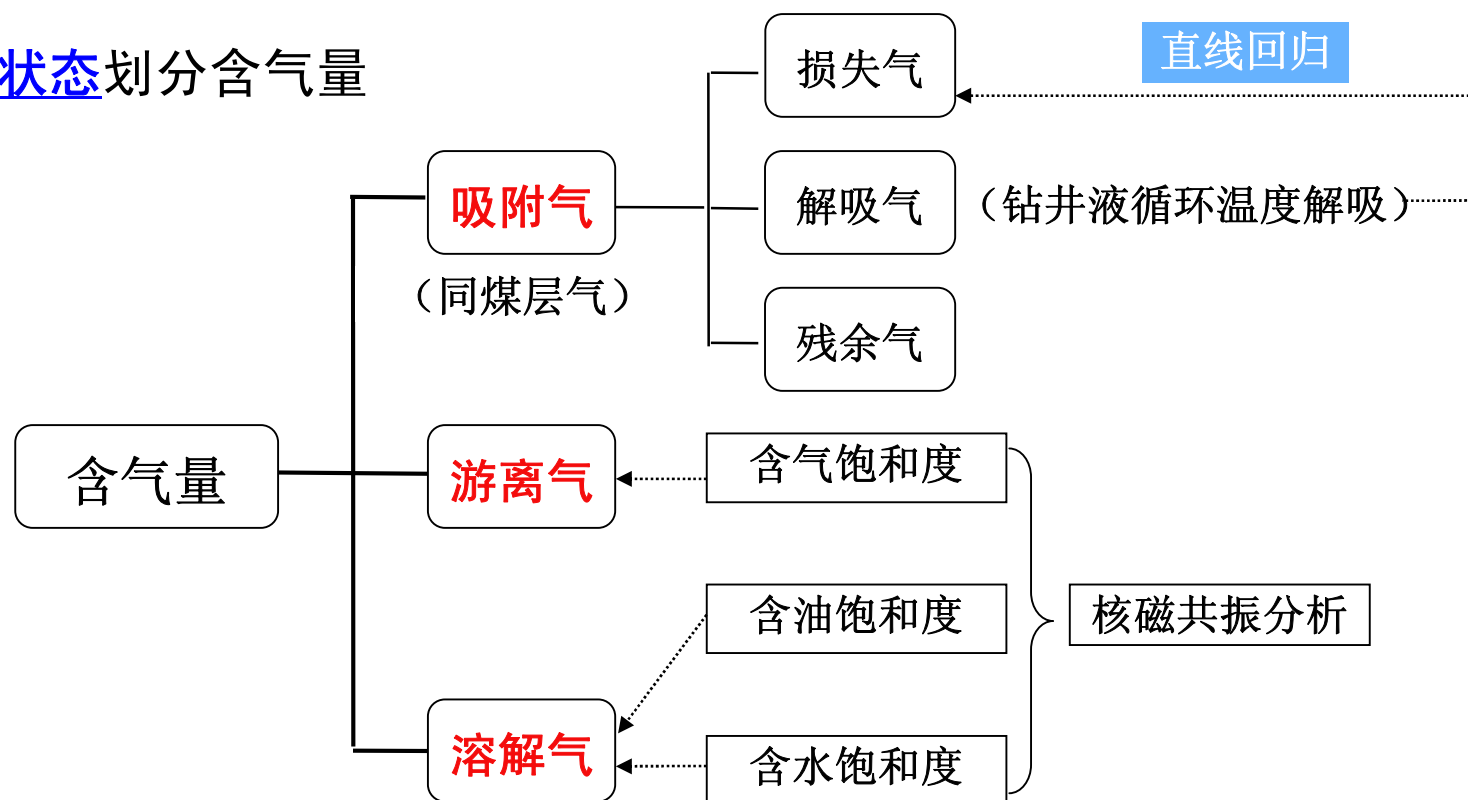 状态划分含气量
直线回归
损失气
吸附气
(同煤层气)
解吸气
(钻井液循环温度解吸)
残余气
含气量
游离气
含气饱和度
含油饱和度
核磁共振分析
溶解气
含水饱和度